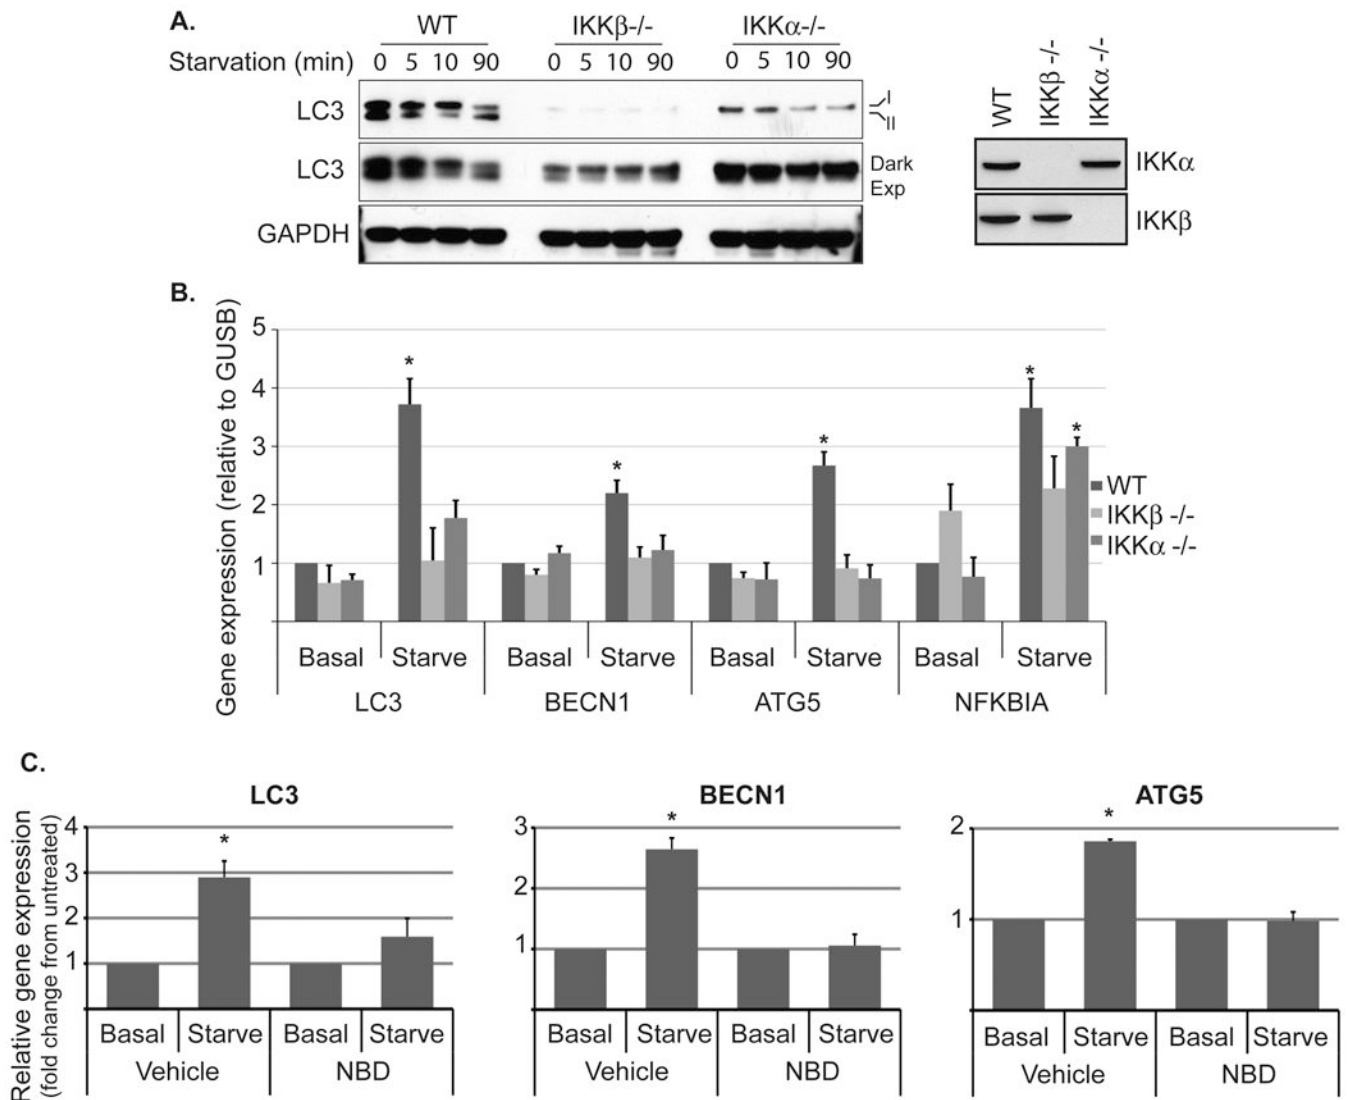 A.
WT IKKβ-/- IKKα-/-
Starvation (min) 0 5 10 90 0 5 10 90 0 5 10 90
LC3 I
II
LC3 Dark
Exp
GAPDH
WT IKKβ -/- IKKα -/-
IKKα
IKKβ
B.
Gene expression (relative to GUSB)
5
4
3
2
1
* * * * *
WT
IKKβ -/-
IKKα -/-
Basal Starve Basal Starve Basal Starve Basal Starve
LC3 BECN1 ATG5 NFKBIA
C.
Relative gene expression
(fold change from untreated)
LC3
4
3
2
1
*
Basal Starve Basal Starve
Vehicle NBD
BECN1
3
2
1
*
Basal Starve Basal Starve
Vehicle NBD
ATG5
2
1
*
Basal Starve Basal Starve
Vehicle NBD